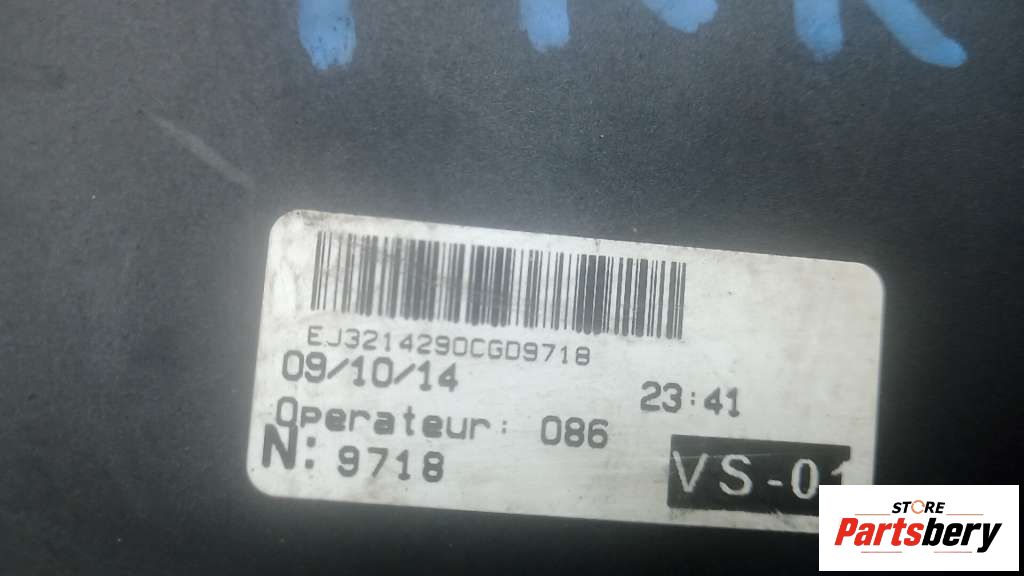 EJ3214290CGD9718
09/10/14 23:41
Operateur: 086
N: 9718
VS-01
STORE
Partsbery